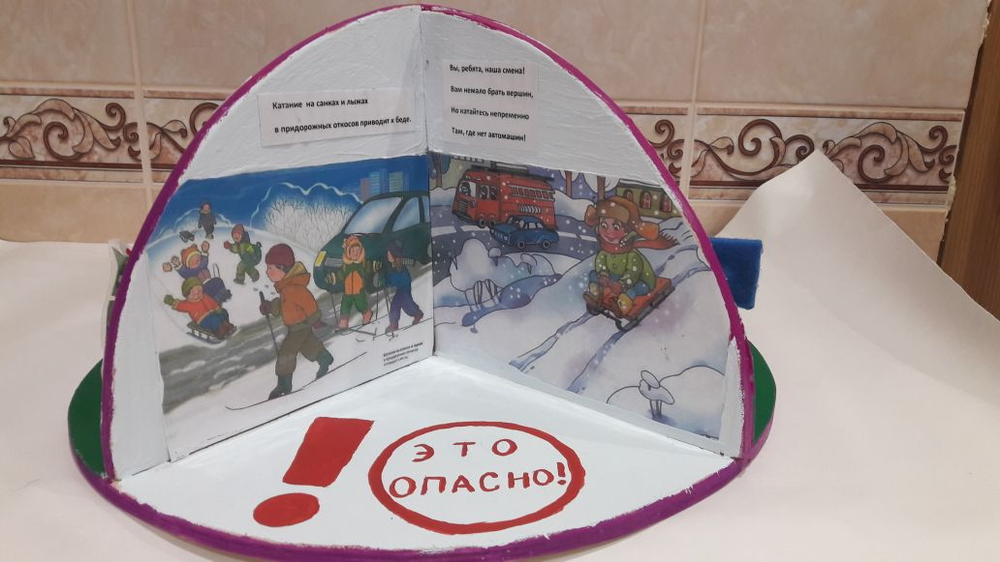 Катание на санках и лыжах
в придорожных откосов приводит к беде.
Вы, ребята, наша смена!
Вам немало брать вершин,
Но катайтесь непременно
Там, где нет автомашин!
! ЭТО
ОПАСНО!